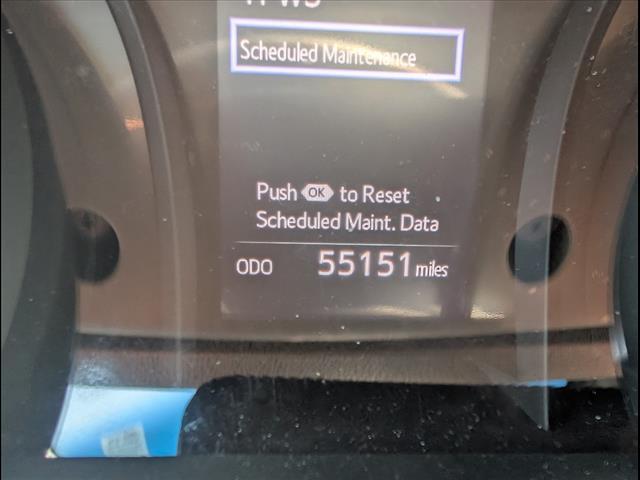 Scheduled Maintenance
Push OK to Reset
Scheduled Maint. Data
ODO 55151 miles